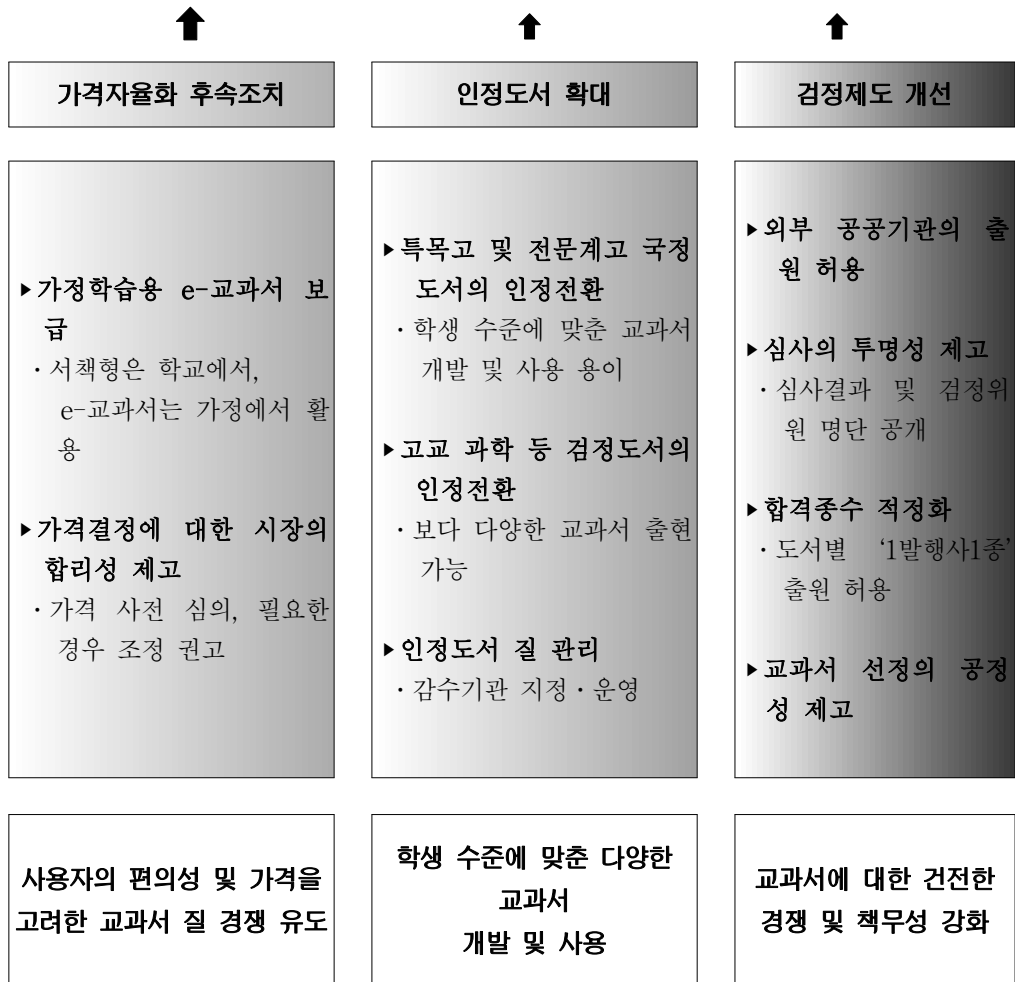 가격자율화 후속조치
▸가정학습용 e-교과서 보
급
· 서책형은 학교에서,
e-교과서는 가정에서 활
용
▸가격결정에 대한 시장의
합리성 제고
· 가격 사전 심의, 필요한
경우 조정 권고
사용자의 편의성 및 가격을
고려한 교과서 질 경쟁 유도
인정도서 확대
▸특목고 및 전문계고 국정
도서의 인정전환
· 학생 수준에 맞춘 교과서
개발 및 사용 용이
▸고교 과학 등 검정도서의
인정전환
· 보다 다양한 교과서 출현
가능
▸인정도서 질 관리
· 감수기관 지정·운영
학생 수준에 맞춘 다양한
교과서
개발 및 사용
검정제도 개선
▸외부 공공기관의 출
원 허용
▸심사의 투명성 제고
· 심사결과 및 검정위
원 명단 공개
▸합격종수 적정화
· 도서별 ‘1발행사1종’
출원 허용
▸교과서 선정의 공정
성 제고
교과서에 대한 건전한
경쟁 및 책무성 강화